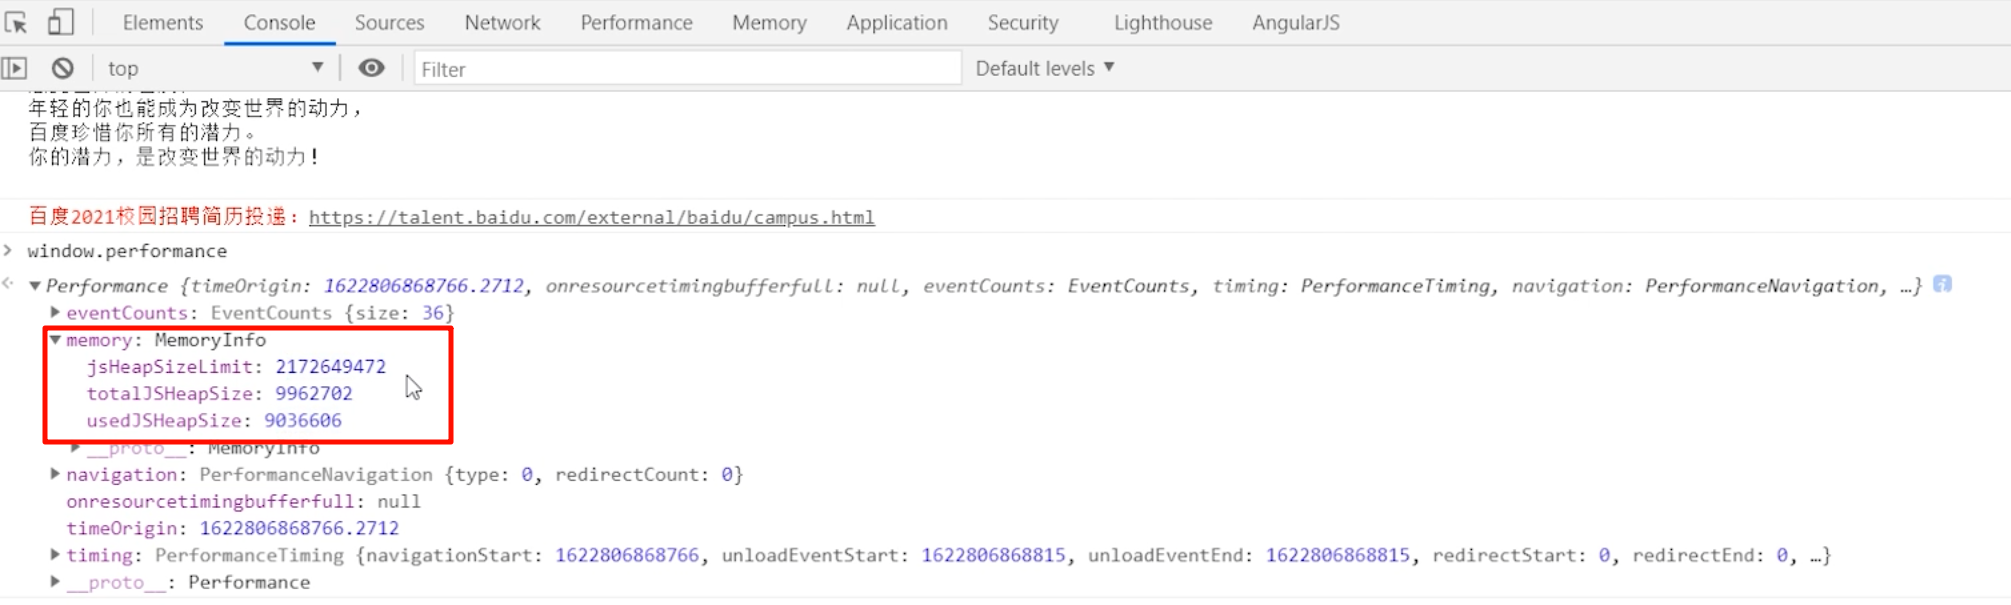 Elements Console Sources Network Performance Memory Application Security Lighthouse AngularJS
top Filter Default levels
年轻的你也能成为改变世界的动力，
百度珍惜你所有的潜力。
你的潜力，是改变世界的动力！
百度2021校园招聘简历投递：https://talent.baidu.com/external/baidu/campus.html
window.performance
Performance {timeOrigin: 1622806868766.2712, onresourcetimingbufferfull: null, eventCounts: EventCounts, timing: PerformanceTiming, navigation: PerformanceNavigation, …}
eventCounts: EventCounts {size: 36}
memory: MemoryInfo
jsHeapSizeLimit: 2172649472
totalJSHeapSize: 9962702
usedJSHeapSize: 9036606
__proto__: MemoryInfo
navigation: PerformanceNavigation {type: 0, redirectCount: 0}
onresourcetimingbufferfull: null
timeOrigin: 1622806868766.2712
timing: PerformanceTiming {navigationStart: 1622806868766, unloadEventStart: 1622806868815, unloadEventEnd: 1622806868815, redirectStart: 0, redirectEnd: 0, …}
__proto__: Performance